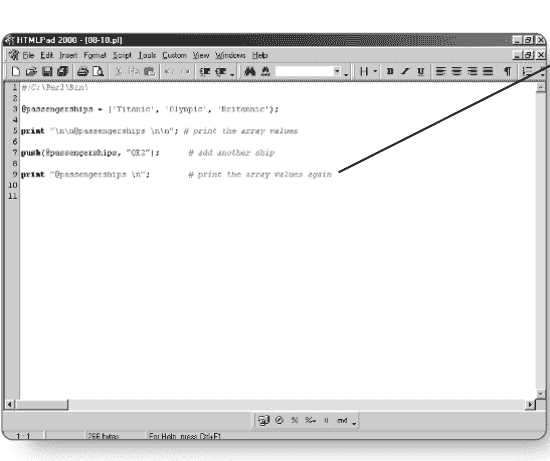 HTMLPad 2000 - [08-10.pl]
File Edit Insert Format Script Tools Custom View Windows Help
H B I U ¶
1 #!C:\Perl\Bin\
2
3 @passengerships = ('Titanic', 'Olympic', 'Britannic');
4
5 print "\n\n@passengerships \n\n"; # print the array values
6
7 push(@passengerships, "QE2"); # add another ship
8
9 print "@passengerships \n"; # print the array values again
10
11
end
1:1 266 bytes For Help, press Ctrl+F1